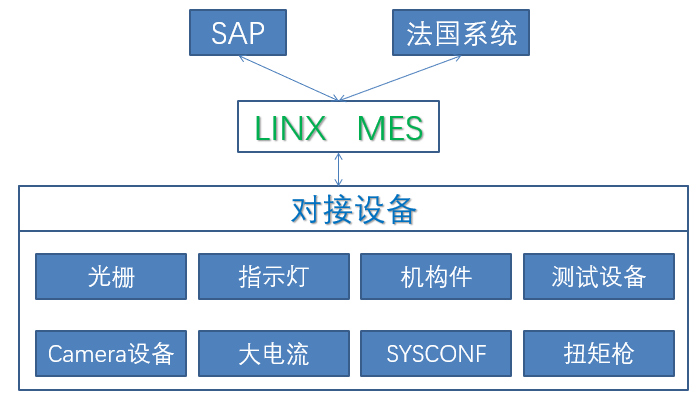 SAP 法国系统
LINX MES
对接设备
光栅 指示灯 机构件 测试设备
Camera设备 大电流 SYSCONF 扭矩枪